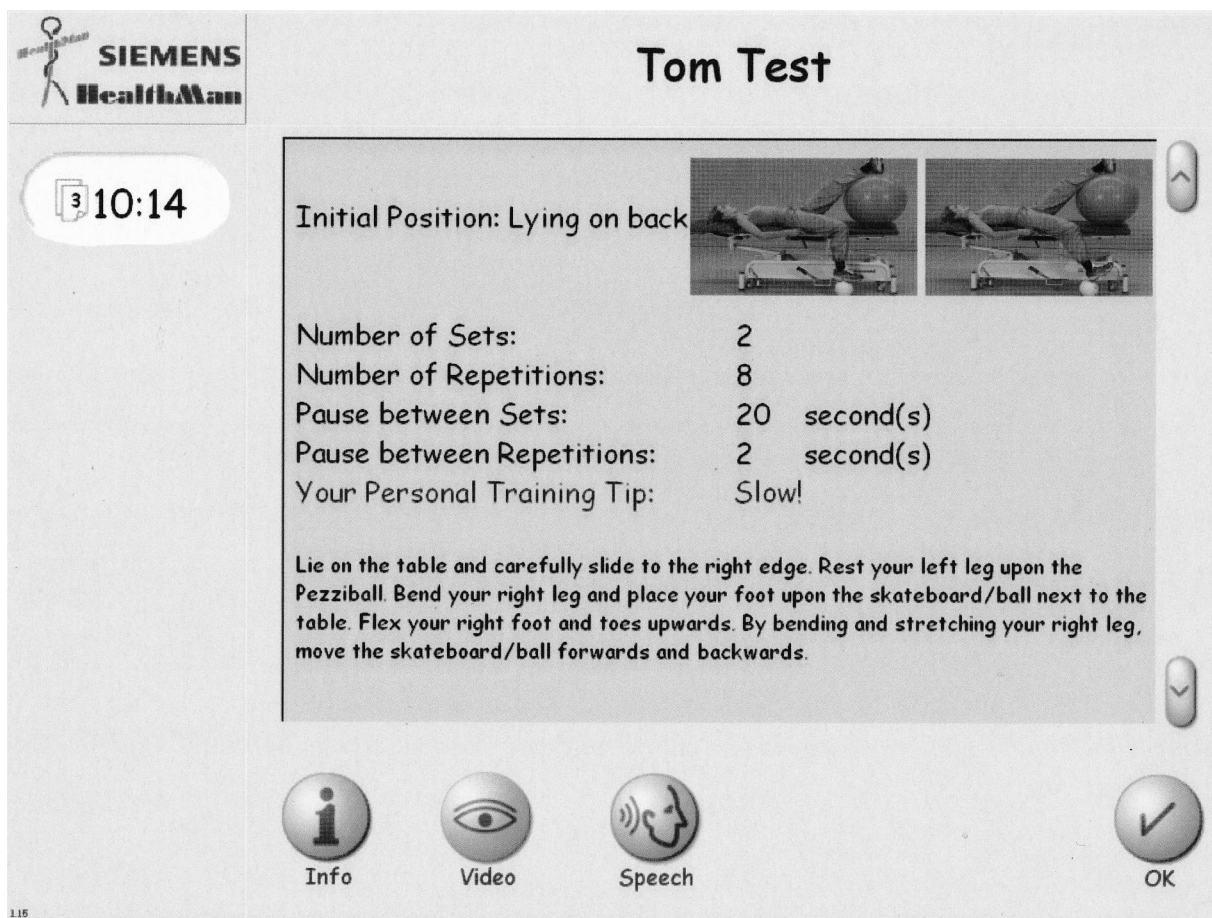 HealthMan
SIEMENS
HealthMan
Tom Test
3 10:14
Initial Position: Lying on back
Number of Sets: 2
Number of Repetitions: 8
Pause between Sets: 20 second(s)
Pause between Repetitions: 2 second(s)
Your Personal Training Tip: Slow!
Lie on the table and carefully slide to the right edge. Rest your left leg upon the
Pezziball. Bend your right leg and place your foot upon the skateboard/ball next to the
table. Flex your right foot and toes upwards. By bending and stretching your right leg,
move the skateboard/ball forwards and backwards.
Info Video Speech OK
1.15